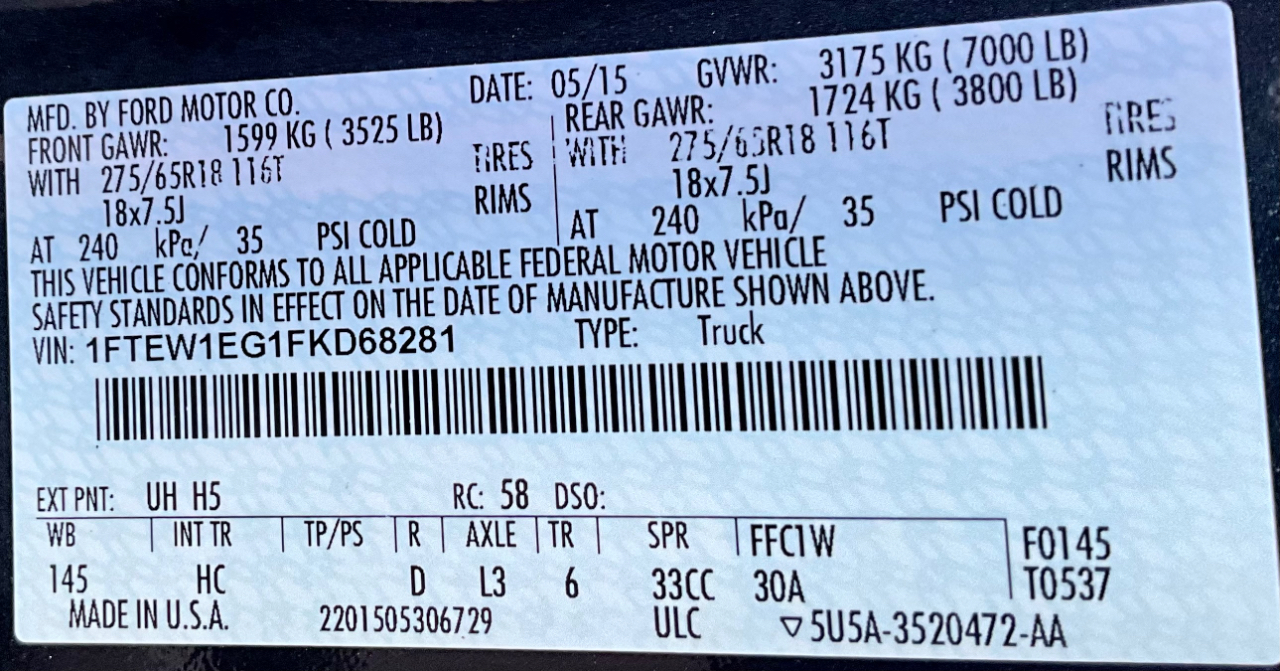 MFD. BY FORD MOTOR CO. DATE: 05/15 GVWR: 3175 KG ( 7000 LB)
FRONT GAWR: 1599 KG ( 3525 LB) REAR GAWR: 1724 KG ( 3800 LB)
WITH 275/65R18 116T TIRES WITH 275/65R18 116T TIRES
18x7.5J RIMS 18x7.5J RIMS
AT 240 kPa/ 35 PSI COLD AT 240 kPa/ 35 PSI COLD
THIS VEHICLE CONFORMS TO ALL APPLICABLE FEDERAL MOTOR VEHICLE
SAFETY STANDARDS IN EFFECT ON THE DATE OF MANUFACTURE SHOWN ABOVE.
VIN: 1FTEW1EG1FKD68281 TYPE: Truck
EXT PNT: UH H5 RC: 58 DSO:
WB | INT TR | TP/PS | R | AXLE | TR | SPR | FFC1W F0145
145 HC D L3 6 33CC 30A T0537
MADE IN U.S.A. 2201505306729 ULC ▽5U5A-3520472-AA